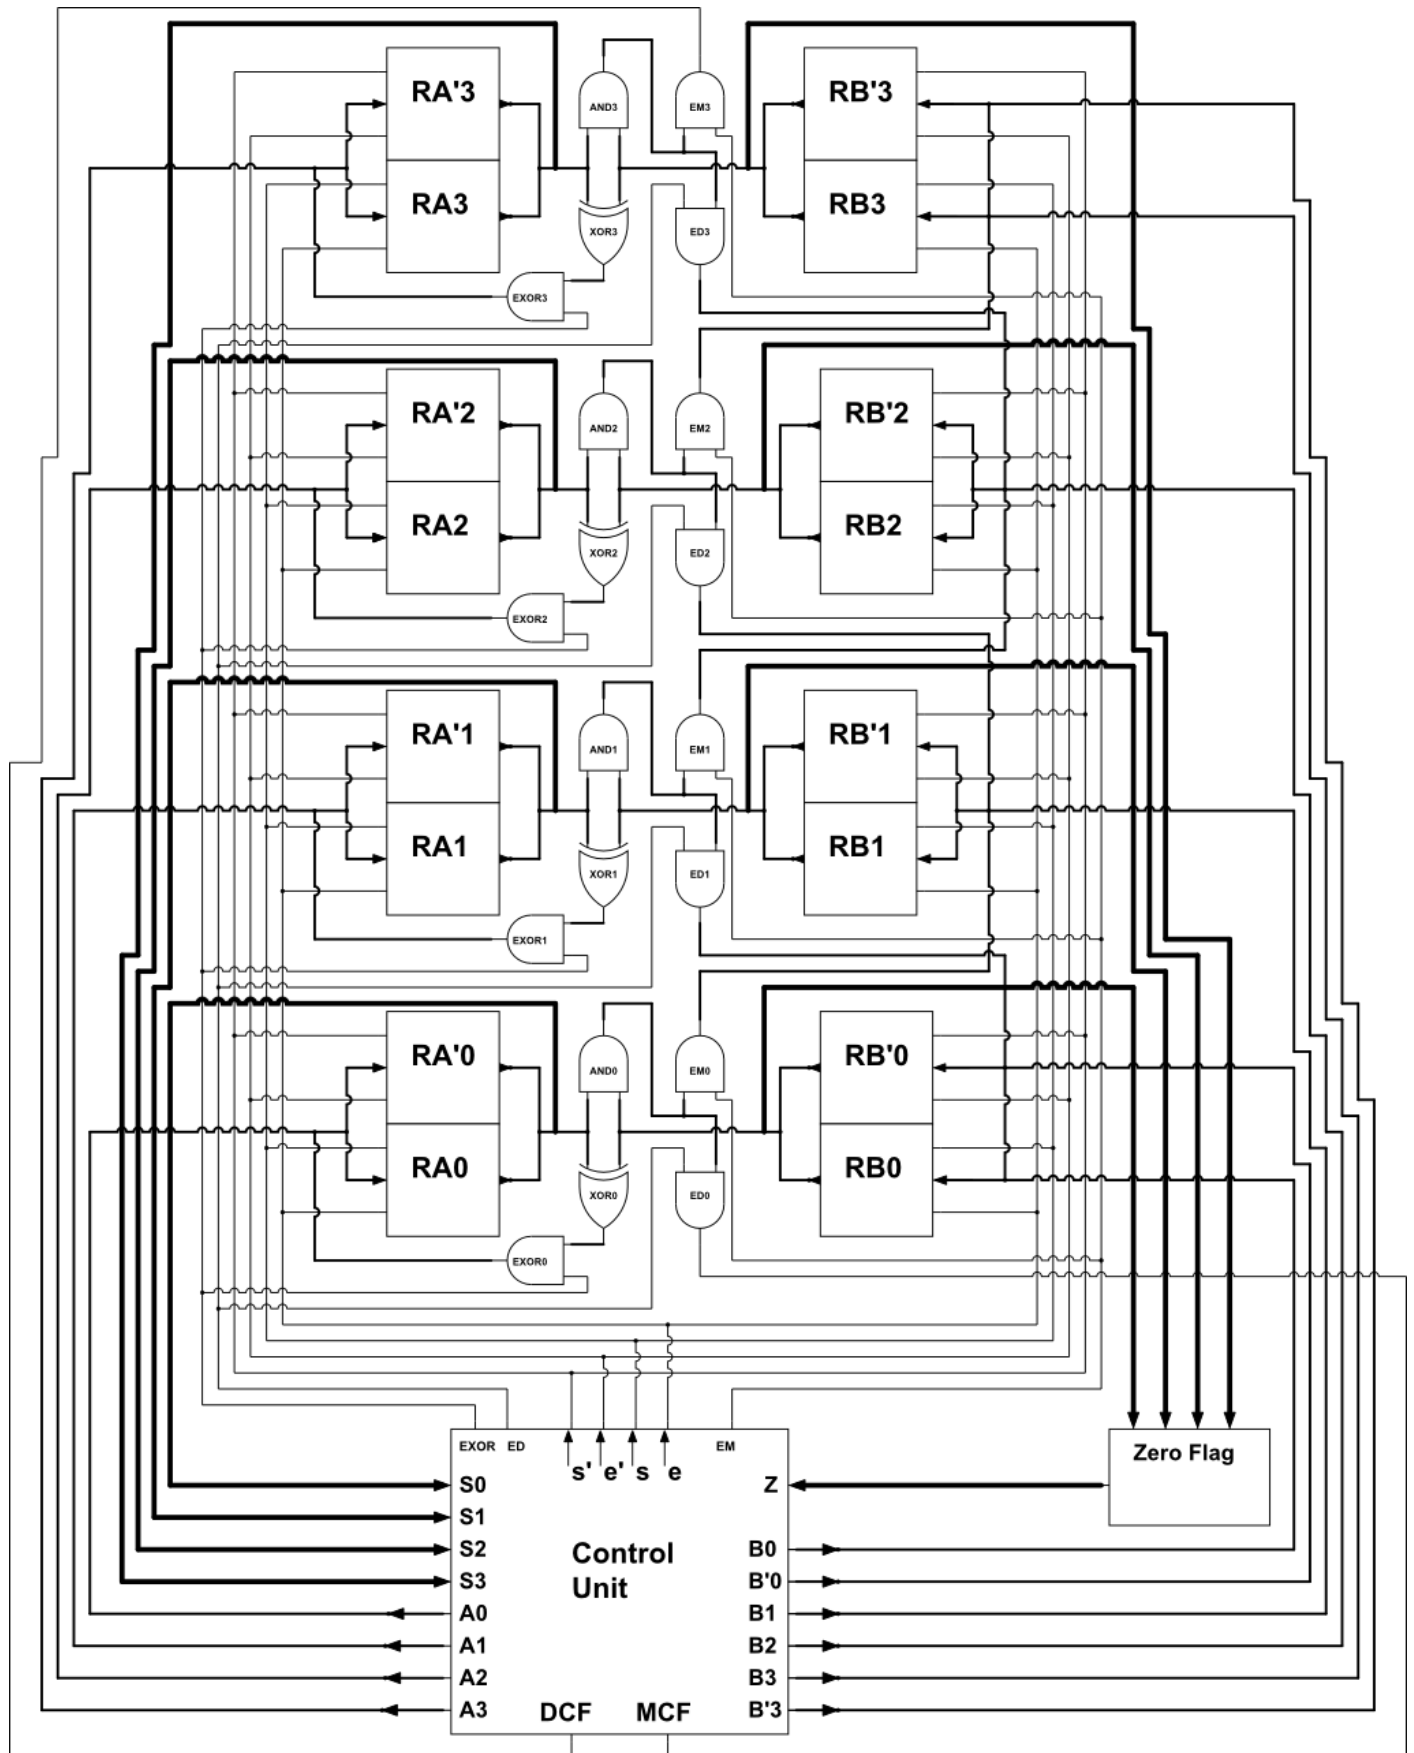 RA'3
AND3
EM3
RB'3
RA3
XOR3
ED3
RB3
EXOR3
RA'2
AND2
EM2
RB'2
RA2
XOR2
ED2
RB2
EXOR2
RA'1
AND1
EM1
RB'1
RA1
XOR1
ED1
RB1
EXOR1
RA'0
AND0
EM0
RB'0
RA0
XOR0
ED0
RB0
EXOR0
EXOR ED EM
s' e' s e
Zero Flag
S0 Z
S1
S2 B0
Control
Unit
S3 B'0
A0 B1
A1 B2
A2 B3
A3 DCF MCF B'3